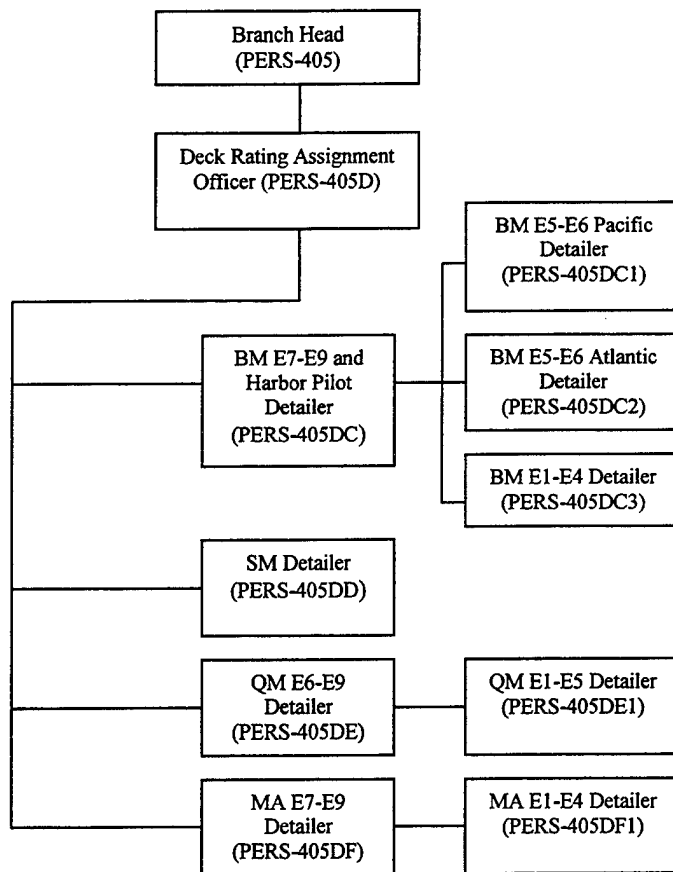 Branch Head
(PERS-405)
Deck Rating Assignment
Officer (PERS-405D)
BM E5-E6 Pacific
Detailer
(PERS-405DC1)
BM E7-E9 and
Harbor Pilot
Detailer
(PERS-405DC)
BM E5-E6 Atlantic
Detailer
(PERS-405DC2)
BM E1-E4 Detailer
(PERS-405DC3)
SM Detailer
(PERS-405DD)
QM E6-E9
Detailer
(PERS-405DE)
QM E1-E5 Detailer
(PERS-405DE1)
MA E7-E9
Detailer
(PERS-405DF)
MA E1-E4 Detailer
(PERS-405DF1)